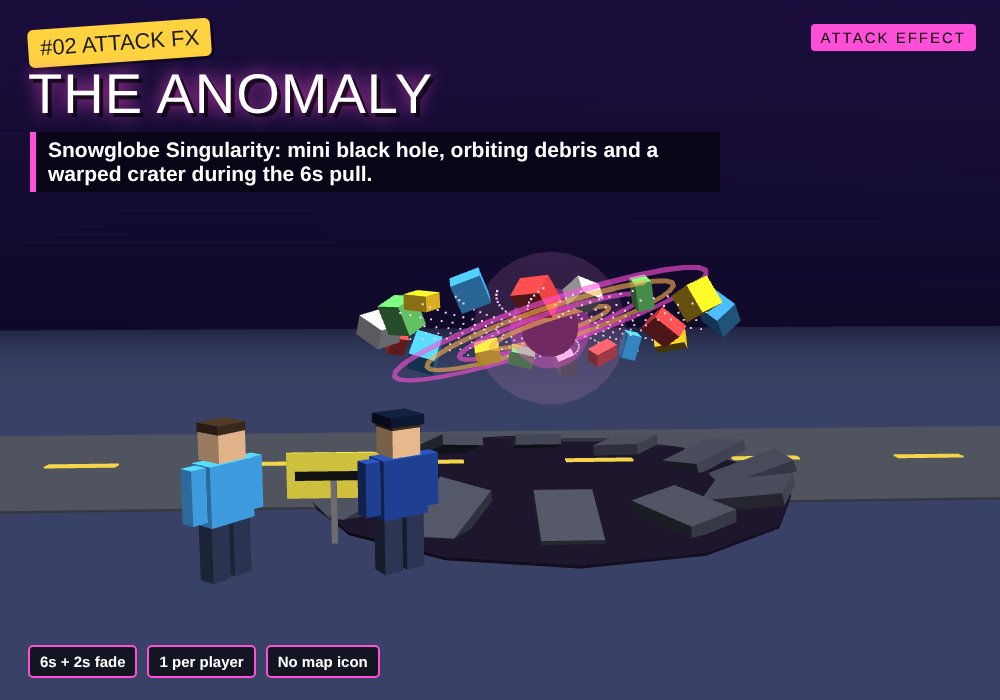 #02 ATTACK FX
ATTACK EFFECT
THE ANOMALY
Snowglobe Singularity: mini black hole, orbiting debris and a
warped crater during the 6s pull.
6s + 2s fade
1 per player
No map icon